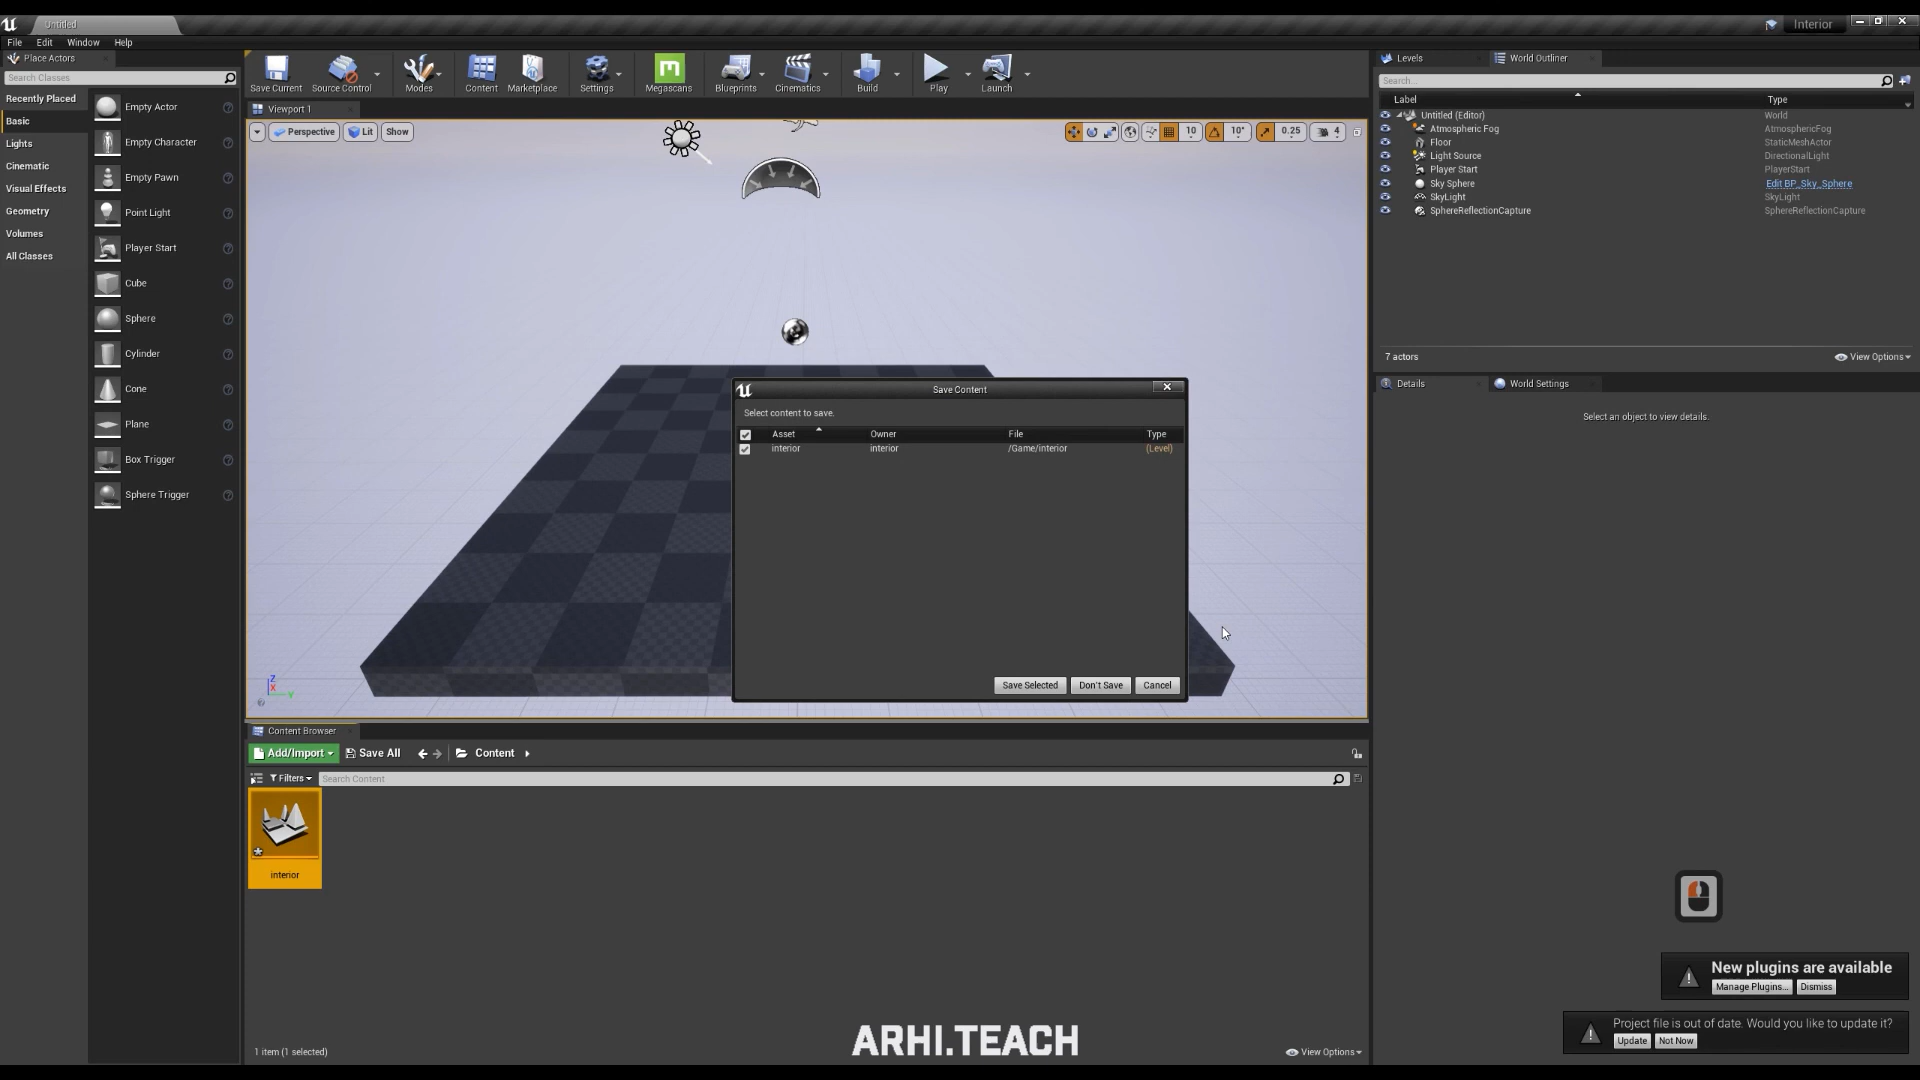 Untitled
Interior
File Edit Window Help
Place Actors
Search Classes
Recently Placed
Basic
Lights
Cinematic
Visual Effects
Geometry
Volumes
All Classes
Empty Actor
Empty Character
Empty Pawn
Point Light
Player Start
Cube
Sphere
Cylinder
Cone
Plane
Box Trigger
Sphere Trigger
Save Current Source Control Modes Content Marketplace Settings Megascans Blueprints Cinematics Build Play Launch
Viewport 1
Perspective Lit Show
10 10° 0.25 4
Save Content
Select content to save.
Asset Owner File Type
interior interior /Game/interior (Level)
Save Selected Don't Save Cancel
Z
X
Y
Content Browser
Add/Import Save All Content
Filters Search Content
interior
1 item (1 selected)
View Options
ARHI.TEACH
Levels World Outliner
Search...
Label Type
Untitled (Editor) World
Atmospheric Fog AtmosphericFog
Floor StaticMeshActor
Light Source DirectionalLight
Player Start PlayerStart
Sky Sphere Edit BP_Sky_Sphere
SkyLight SkyLight
SphereReflectionCapture SphereReflectionCapture
7 actors View Options
Details World Settings
Select an object to view details.
New plugins are available
Manage Plugins... Dismiss
Project file is out of date. Would you like to update it?
Update Not Now